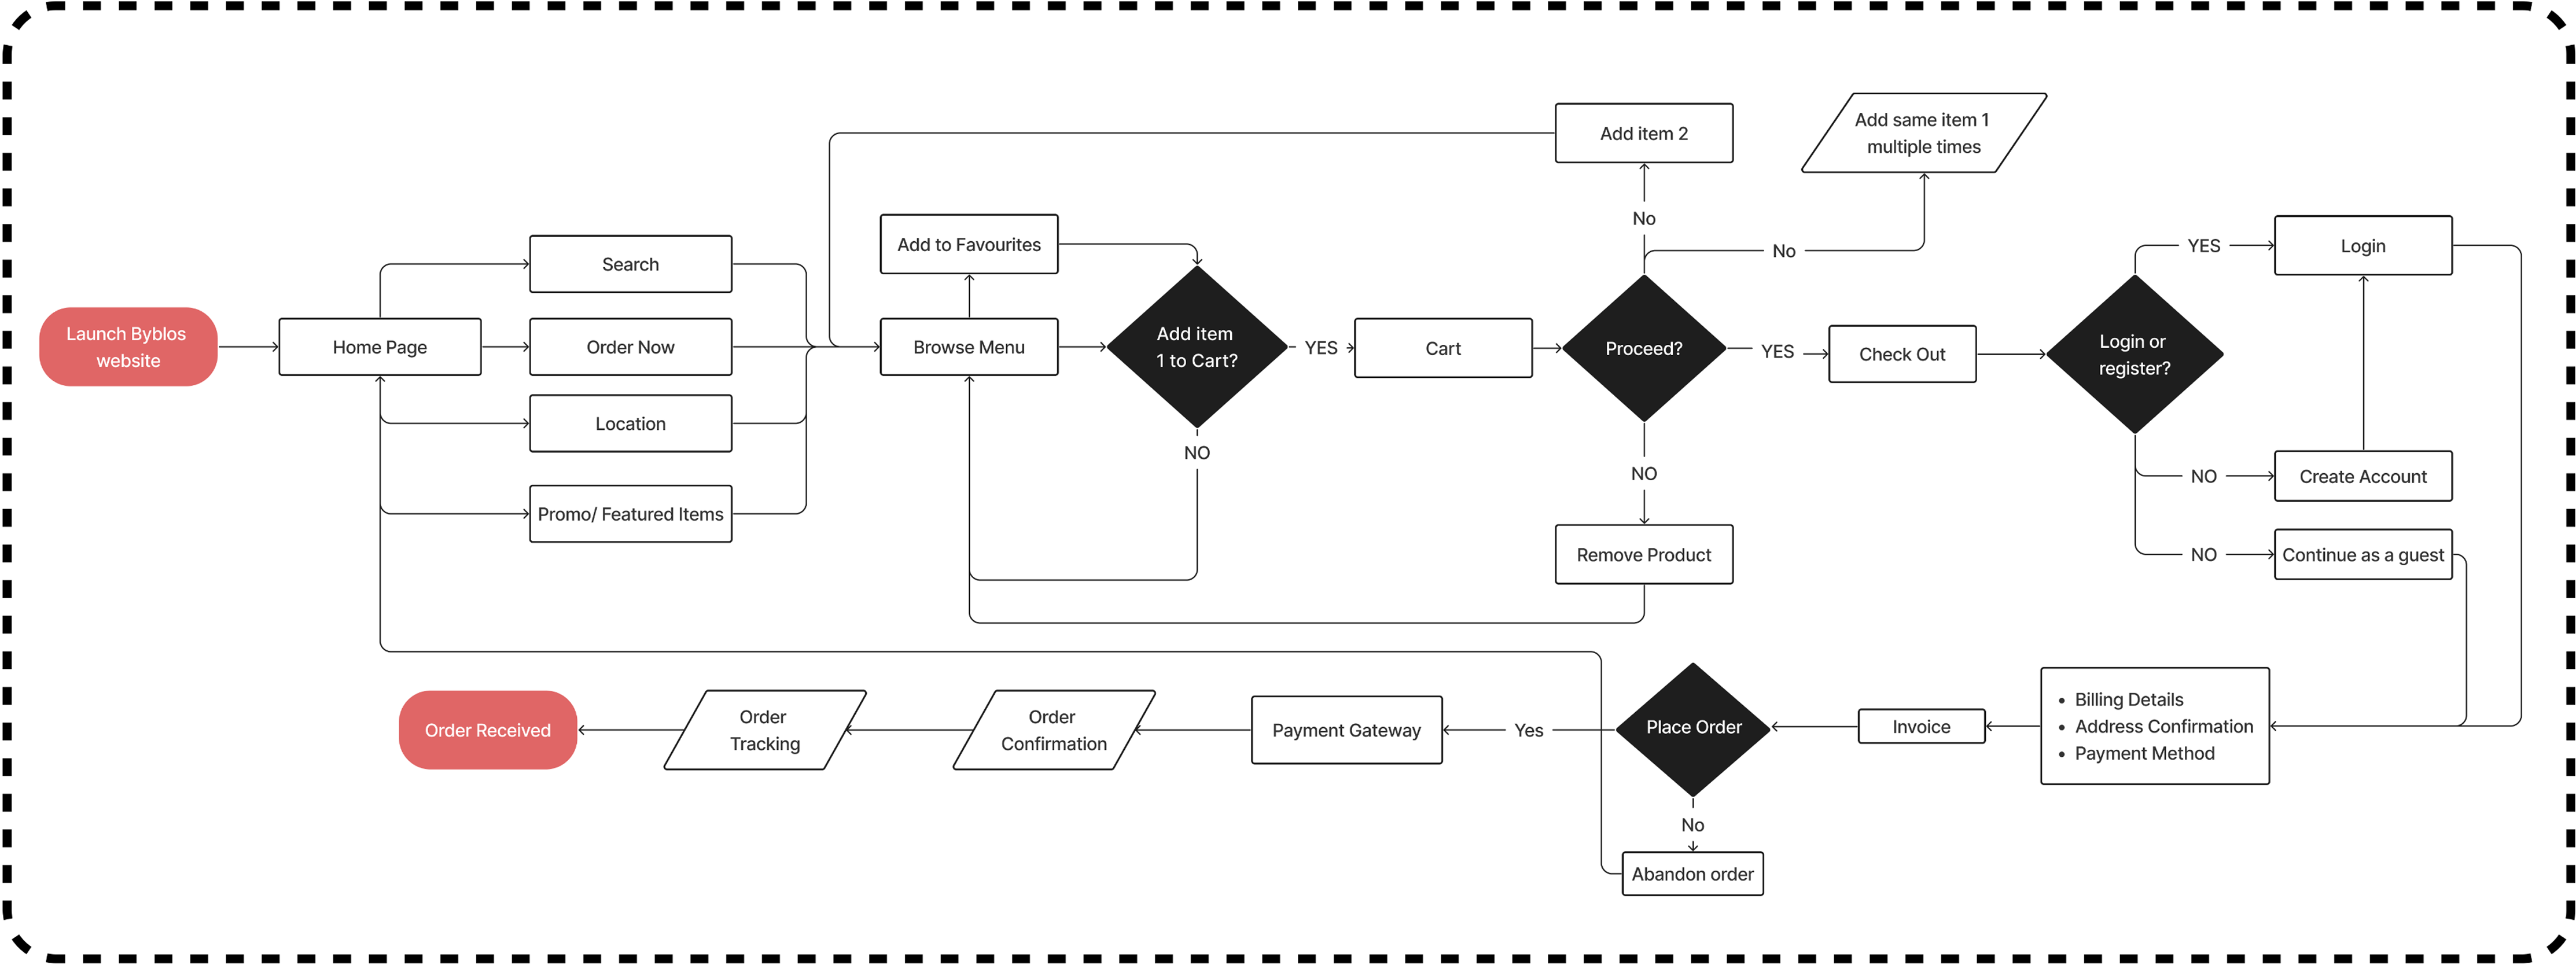 Launch Byblos
website
Home Page
Search
Order Now
Location
Promo/ Featured Items
Add to Favourites
Browse Menu
Add item
1 to Cart?
YES
NO
Cart
Proceed?
No
Add item 2
No
Add same item 1
multiple times
NO
Remove Product
YES
Check Out
Login or
register?
YES
Login
NO
Create Account
NO
Continue as a guest
• Billing Details
• Address Confirmation
• Payment Method
Invoice
Place Order
No
Abandon order
Yes
Payment Gateway
Order
Confirmation
Order
Tracking
Order Received